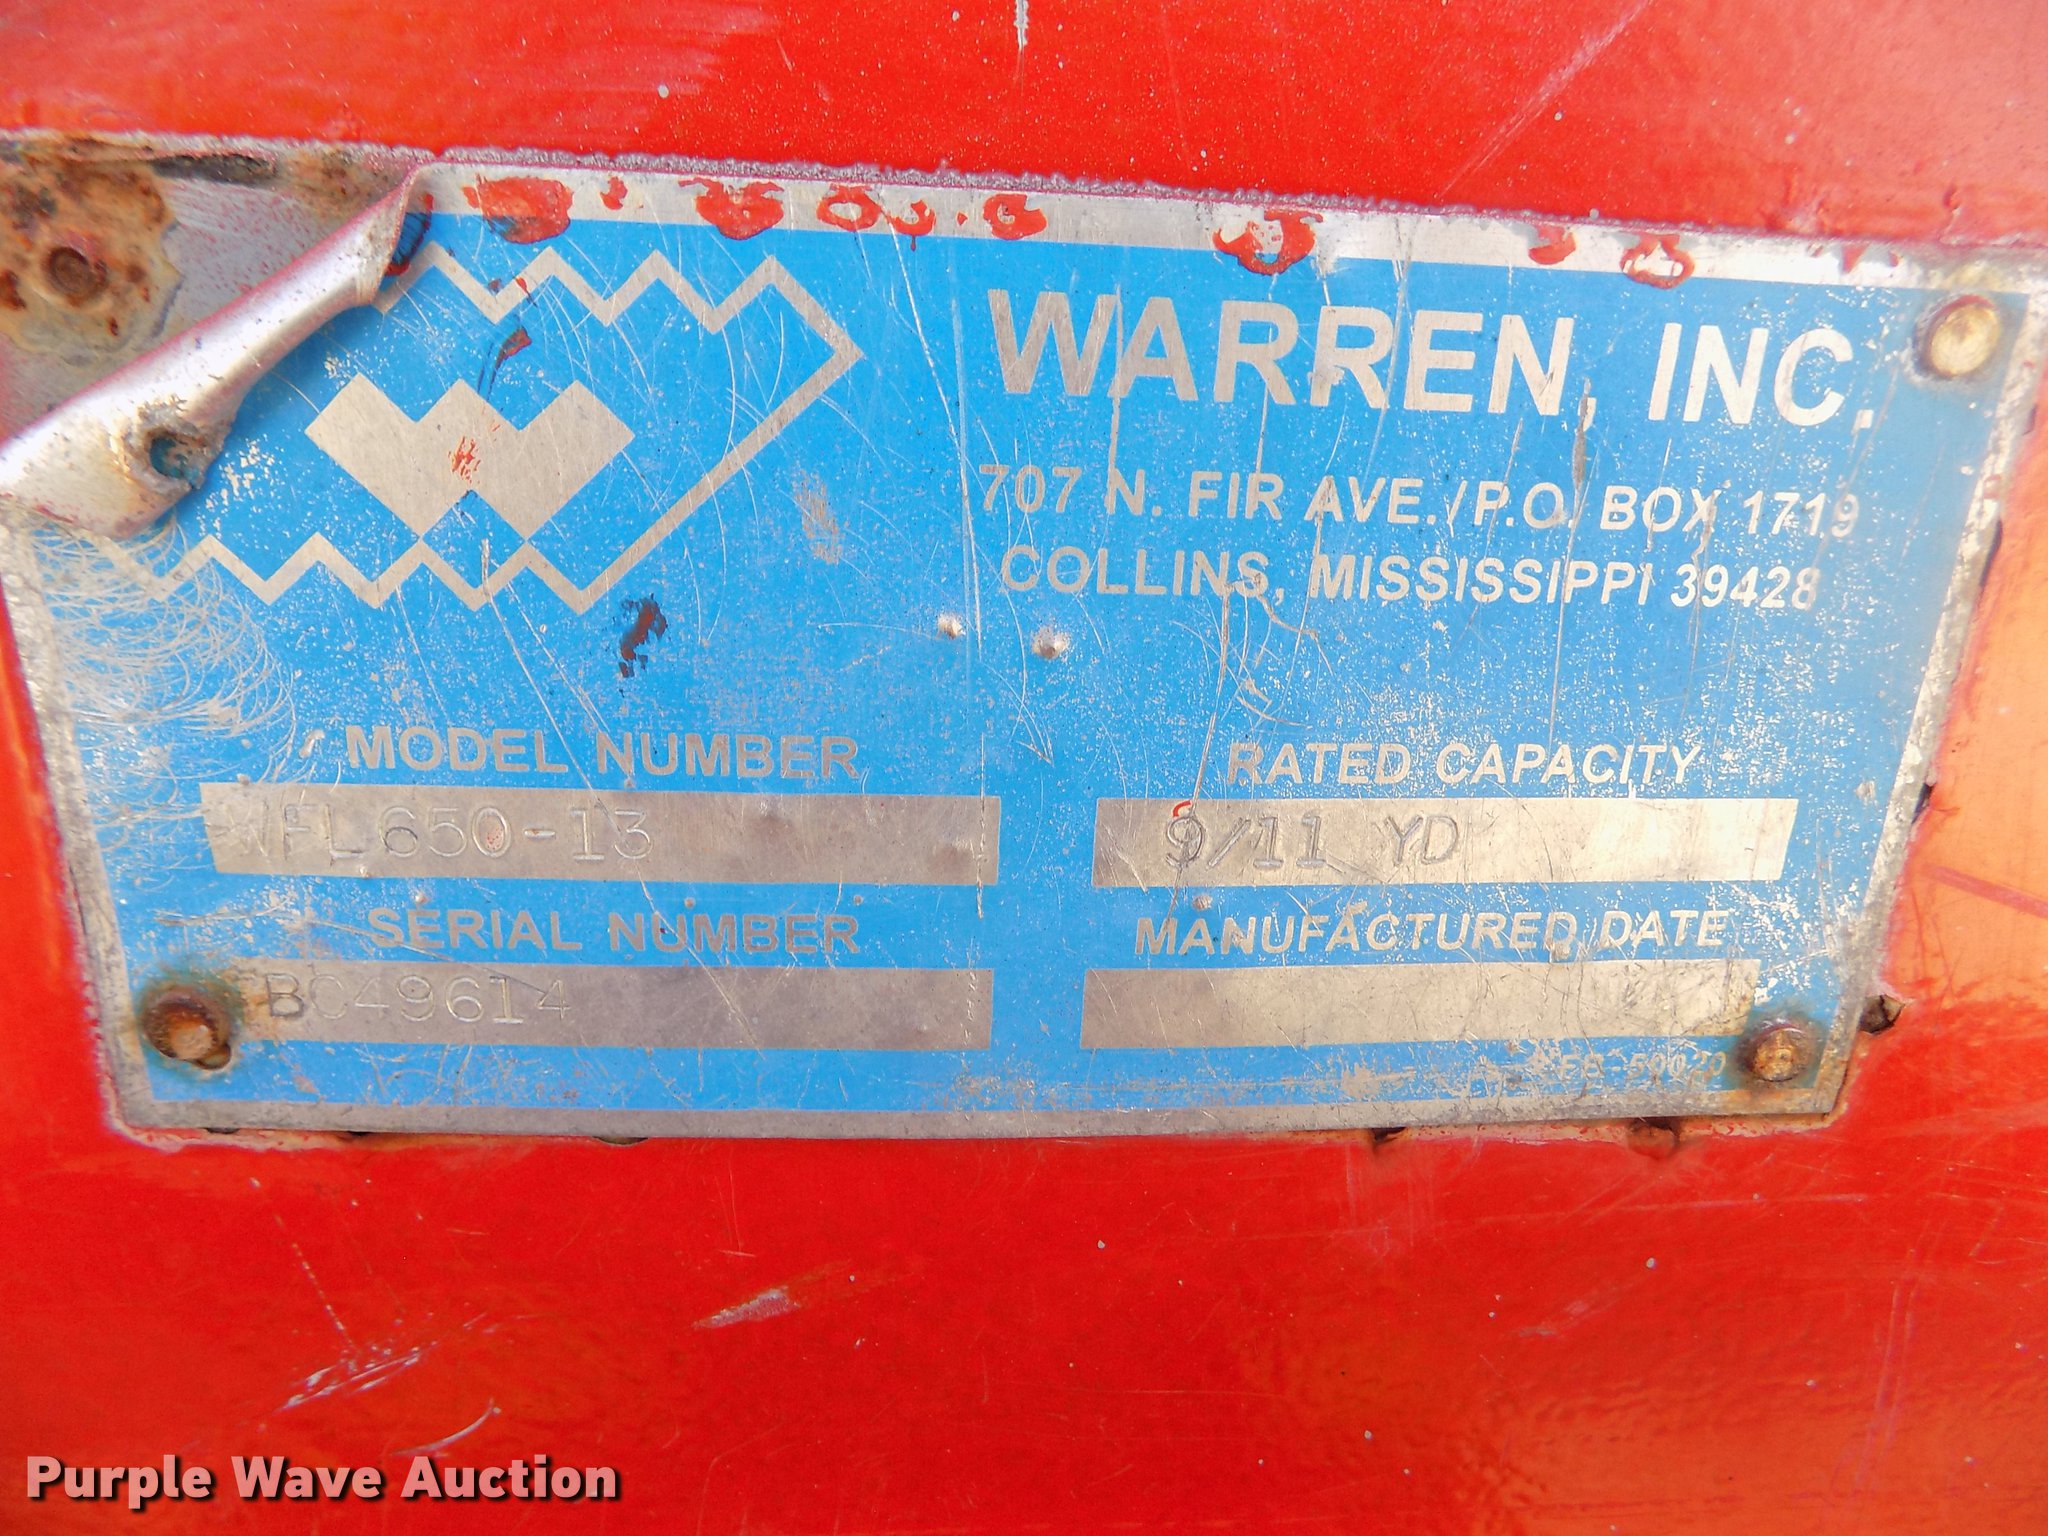 WARREN, INC.
707 N. FIR AVE./P.O. BOX 1719
COLLINS, MISSISSIPPI 39428
MODEL NUMBER
WFL650-13
RATED CAPACITY
9/11 YD
SERIAL NUMBER
BC49614
MANUFACTURED DATE
Purple Wave Auction